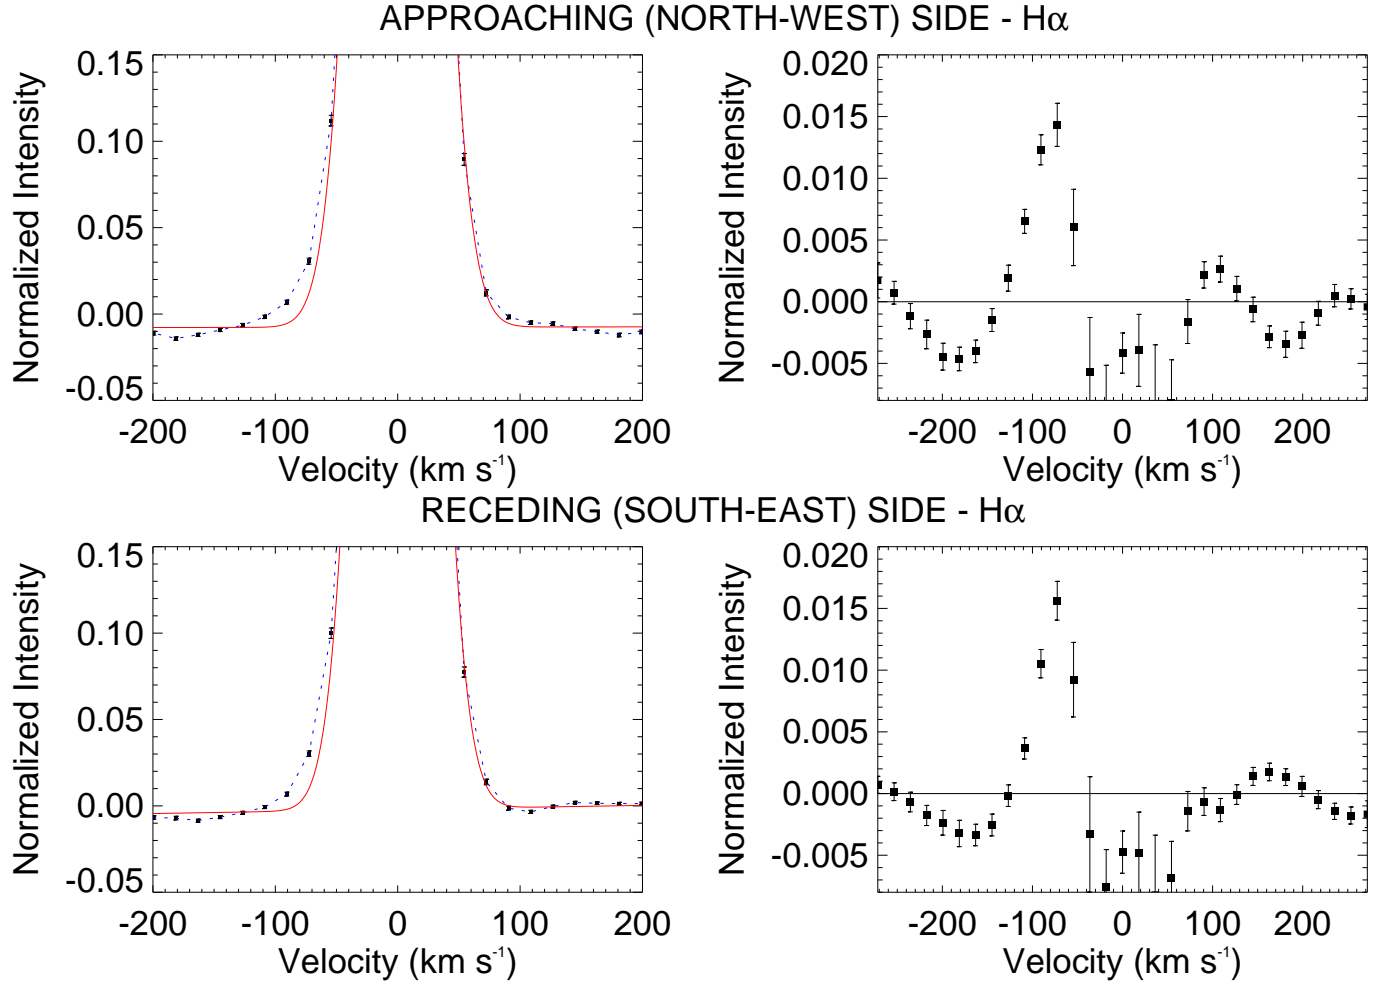 APPROACHING (NORTH-WEST) SIDE - Hα
Normalized Intensity
0.15
0.10
0.05
0.00
-0.05
-200 -100 0 100 200
Velocity (km s-1)
Normalized Intensity
0.020
0.015
0.010
0.005
0.000
-0.005
-200 -100 0 100 200
Velocity (km s-1)
RECEDING (SOUTH-EAST) SIDE - Hα
Normalized Intensity
0.15
0.10
0.05
0.00
-0.05
-200 -100 0 100 200
Velocity (km s-1)
Normalized Intensity
0.020
0.015
0.010
0.005
0.000
-0.005
-200 -100 0 100 200
Velocity (km s-1)